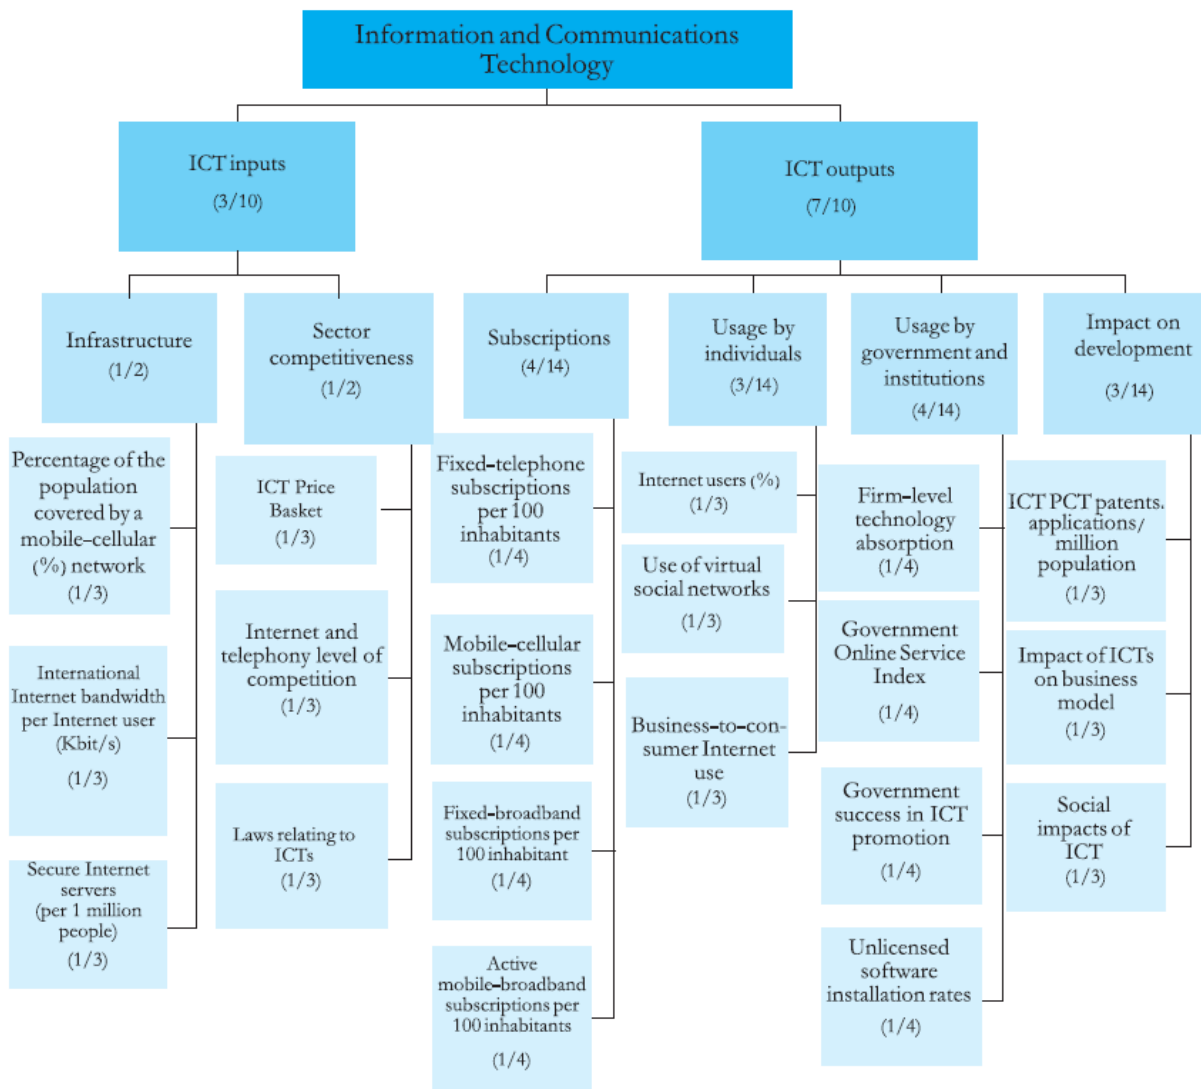 Information and Communications
Technology
ICT inputs
(3/10)
ICT outputs
(7/10)
Infrastructure
(1/2)
Sector
competitiveness
(1/2)
Subscriptions
(4/14)
Usage by
individuals
(3/14)
Usage by
government and
institutions
(4/14)
Impact on
development
(3/14)
Percentage of the
population
covered by a
mobile-cellular
(%) network
(1/3)
International
Internet bandwidth
per Internet user
(Kbit/s)
(1/3)
Secure Internet
servers
(per 1 million
people)
(1/3)
ICT Price
Basket
(1/3)
Internet and
telephony level of
competition
(1/3)
Laws relating to
ICTs
(1/3)
Fixed-telephone
subscriptions
per 100
inhabitants
(1/4)
Mobile-cellular
subscriptions
per 100
inhabitants
(1/4)
Fixed-broadband
subscriptions per
100 inhabitant
(1/4)
Active
mobile-broadband
subscriptions per
100 inhabitants
(1/4)
Internet users (%)
(1/3)
Use of virtual
social networks
(1/3)
Business-to-con-
sumer Internet
use
(1/3)
Firm-level
technology
absorption
(1/4)
Government
Online Service
Index
(1/4)
Government
success in ICT
promotion
(1/4)
Unlicensed
software
installation rates
(1/4)
ICT PCT patents.
applications/
million
population
(1/3)
Impact of ICTs
on business
model
(1/3)
Social
impacts of
ICT
(1/3)